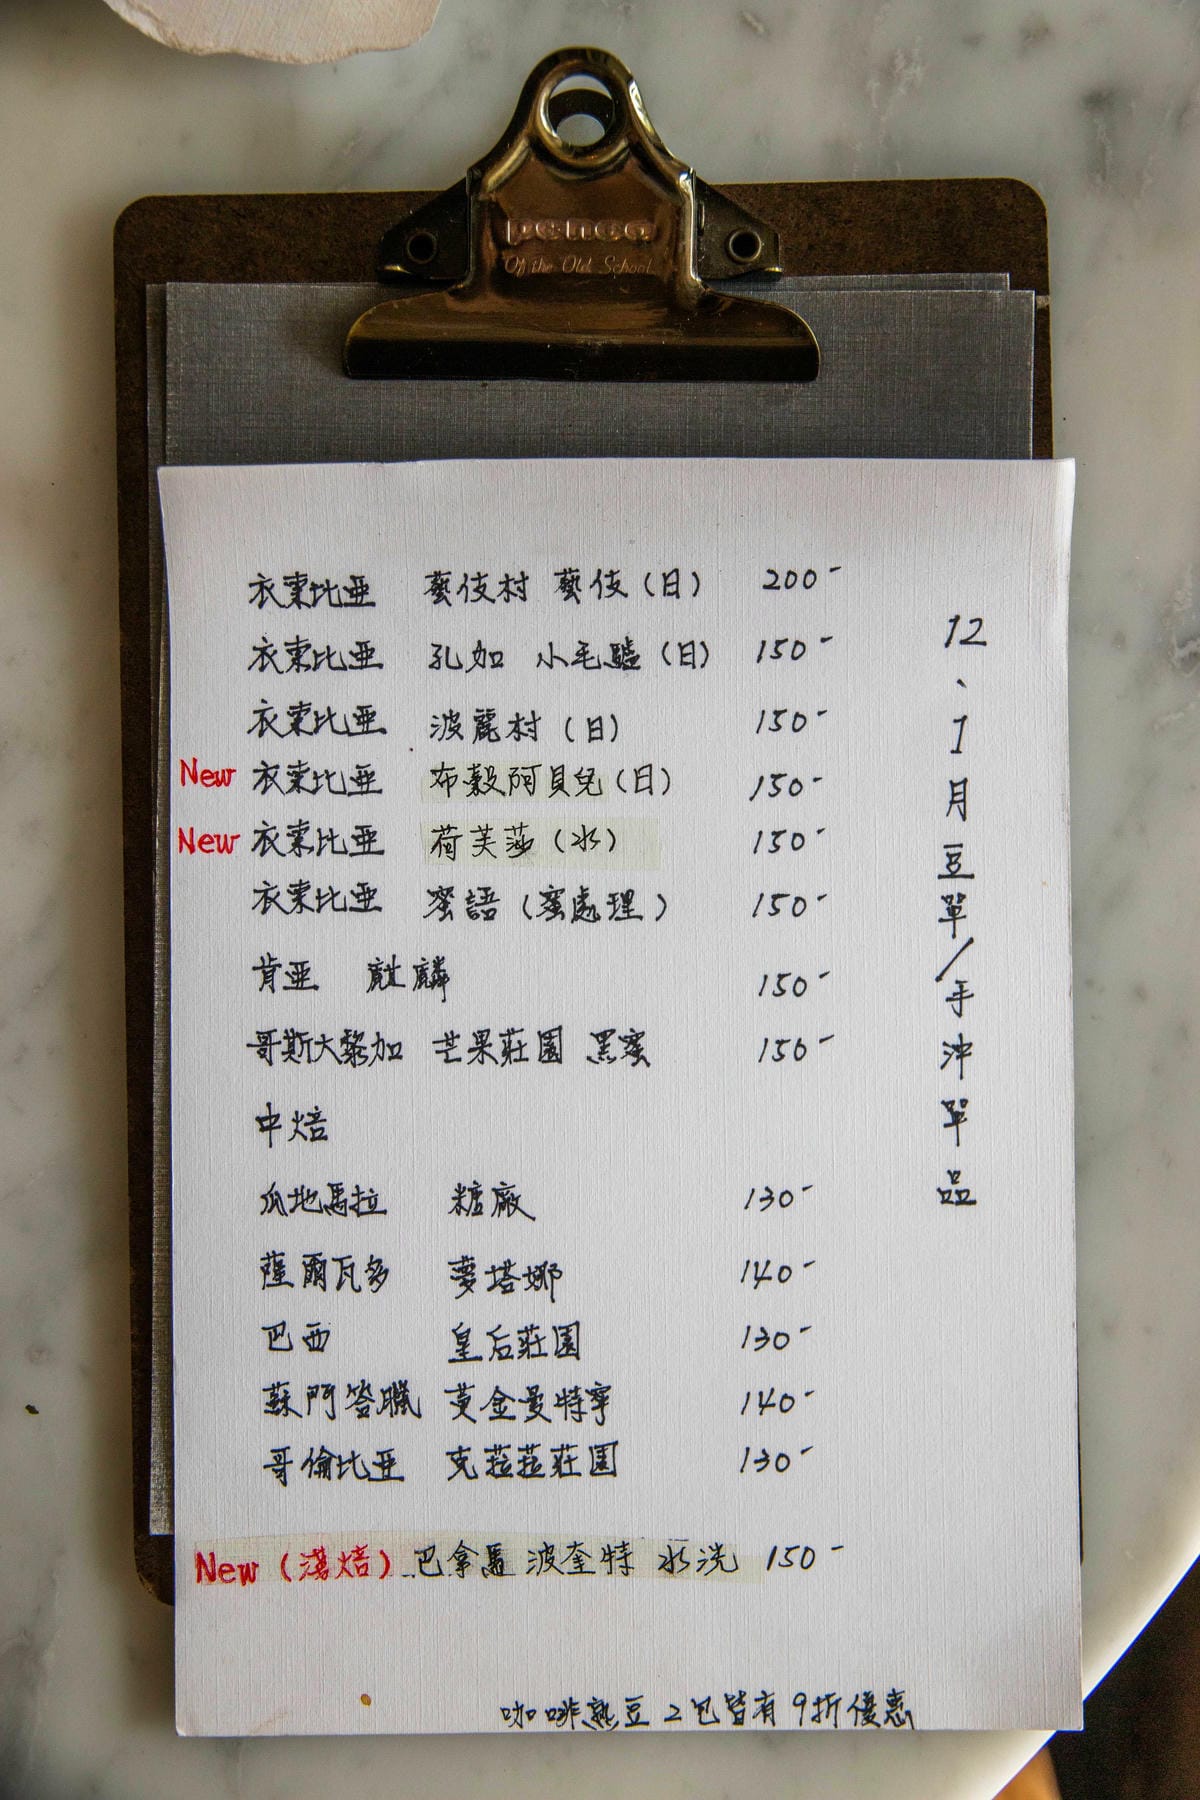 penco
Of the Old School
12、1月豆單/手沖單品
衣索比亞 藝伎村 藝伎(日) 200-
衣索比亞 孔加 小毛驢(日) 150-
衣索比亞 波麗村(日) 150-
New 衣索比亞 布穀阿貝兒(日) 150-
New 衣索比亞 荷芙莎(水) 150-
衣索比亞 蜜語(蜜處理) 150-
肯亞 麒麟 150-
哥斯大黎加 芒果莊園 黑蜜 150-
中焙
瓜地馬拉 糖廠 130-
薩爾瓦多 夢塔娜 140-
巴西 皇后莊園 130-
蘇門答臘 黃金曼特寧 140-
哥倫比亞 克菈菈莊園 130-
New(淺焙)巴拿馬 波奎特 水洗 150-
咖啡熟豆2包皆有9折優惠